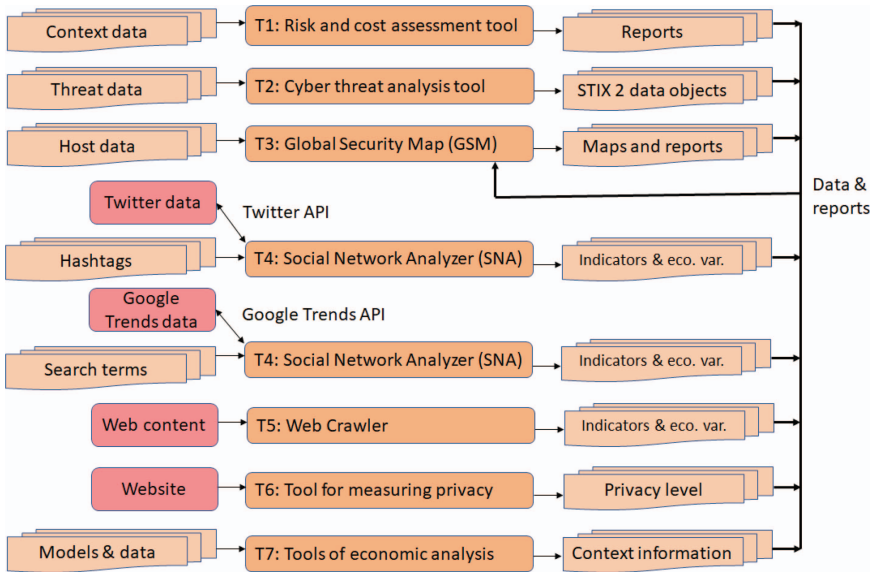 Context data
T1: Risk and cost assessment tool
Reports
Threat data
T2: Cyber threat analysis tool
STIX 2 data objects
Host data
T3: Global Security Map (GSM)
Maps and reports
Data &
reports
Twitter data
Twitter API
Hashtags
T4: Social Network Analyzer (SNA)
Indicators & eco. var.
Google
Trends data
Google Trends API
Search terms
T4: Social Network Analyzer (SNA)
Indicators & eco. var.
Web content
T5: Web Crawler
Indicators & eco. var.
Website
T6: Tool for measuring privacy
Privacy level
Models & data
T7: Tools of economic analysis
Context information